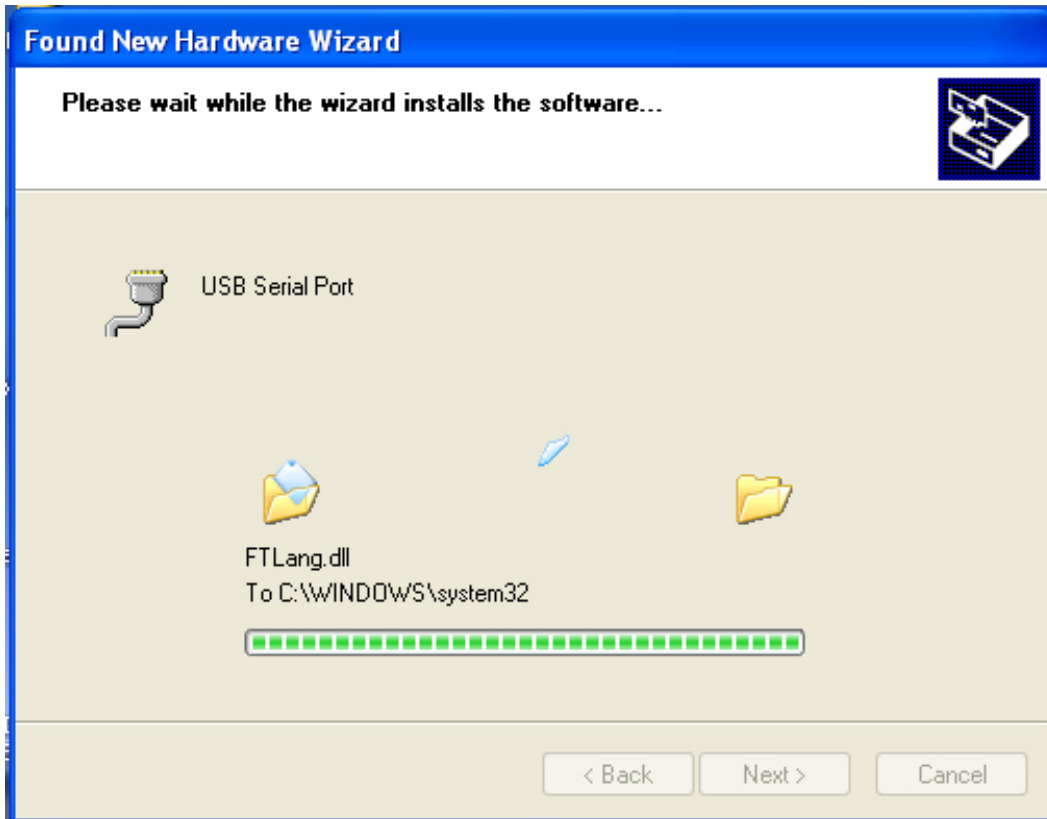 Found New Hardware Wizard
Please wait while the wizard installs the software...
USB Serial Port
FTLang.dll
To C:\WINDOWS\system32
< Back
Next >
Cancel